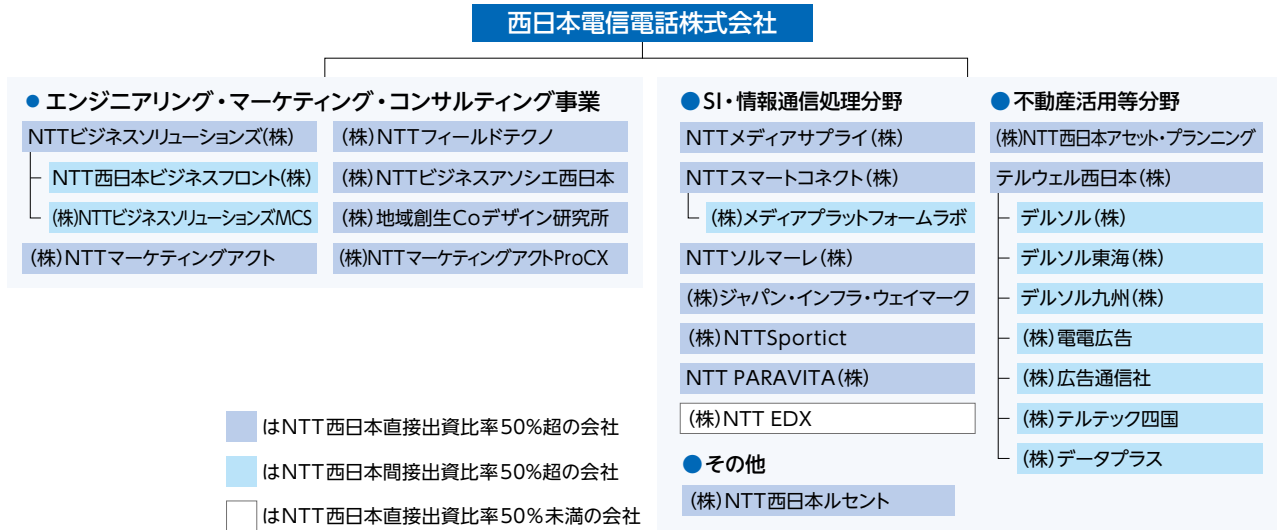 西日本電信電話株式会社
●エンジニアリング・マーケティング・コンサルティング事業
NTTビジネスソリューションズ(株)
NTT西日本ビジネスフロント(株)
(株)NTTビジネスソリューションズMCS
(株)NTTマーケティングアクト
(株)NTTフィールドテクノ
(株)NTTビジネスアソシエ西日本
(株)地域創生Coデザイン研究所
(株)NTTマーケティングアクトProCX
●SI・情報通信処理分野
NTTメディアサプライ(株)
NTTスマートコネクト(株)
(株)メディアプラットフォームラボ
NTTソルマーレ(株)
(株)ジャパン・インフラ・ウェイマーク
(株)NTTSportict
NTT PARAVITA(株)
(株)NTT EDX
●その他
(株)NTT西日本ルセント
●不動産活用等分野
(株)NTT西日本アセット・プランニング
テルウェル西日本(株)
デルソル(株)
デルソル東海(株)
デルソル九州(株)
(株)電電広告
(株)広告通信社
(株)テルテック四国
(株)データプラス
はNTT西日本直接出資比率50%超の会社
はNTT西日本間接出資比率50%超の会社
はNTT西日本直接出資比率50%未満の会社